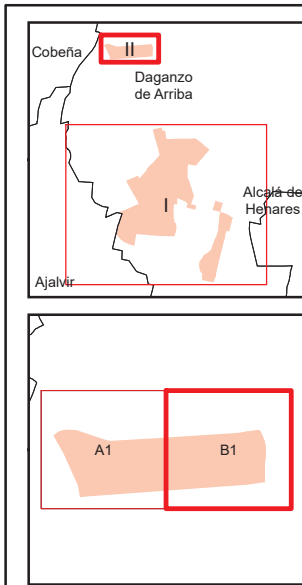 Cobeña
II
Daganzo
de Arriba
I
Alcalá de
Henares
Ajalvir
A1
B1